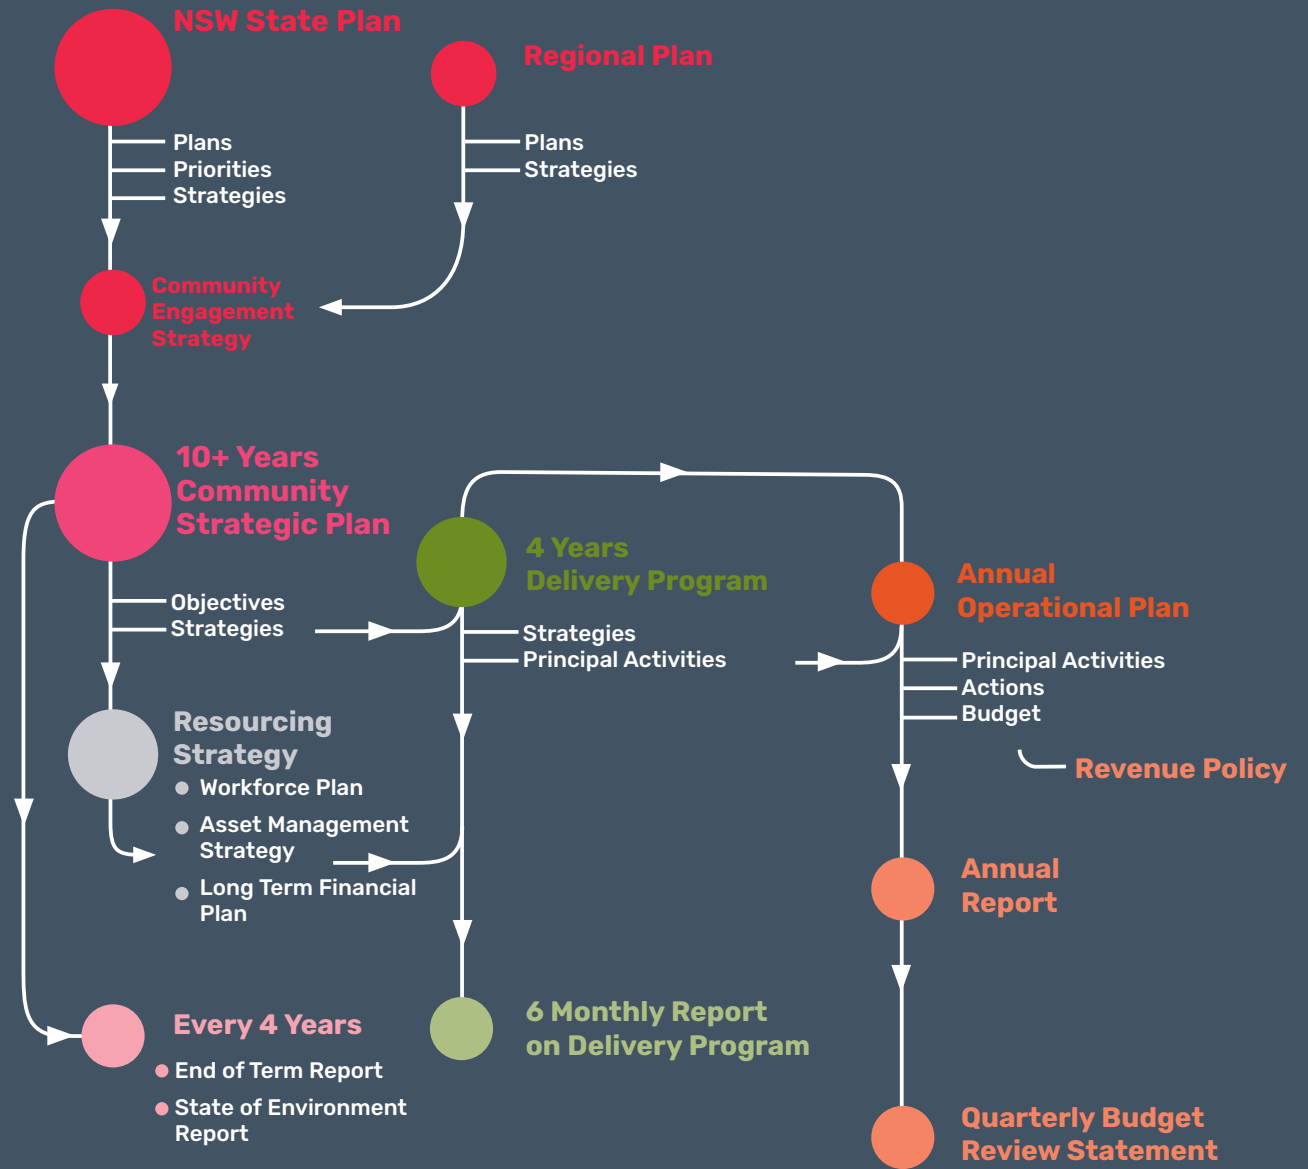 NSW State Plan
Plans
Priorities
Strategies
Regional Plan
Plans
Strategies
Community
Engagement
Strategy
10+ Years
Community
Strategic Plan
Objectives
Strategies
4 Years
Delivery Program
Strategies
Principal Activities
Annual
Operational Plan
Principal Activities
Actions
Budget
Revenue Policy
Resourcing
Strategy
Workforce Plan
Asset Management
Strategy
Long Term Financial
Plan
Annual
Report
Every 4 Years
End of Term Report
State of Environment
Report
6 Monthly Report
on Delivery Program
Quarterly Budget
Review Statement